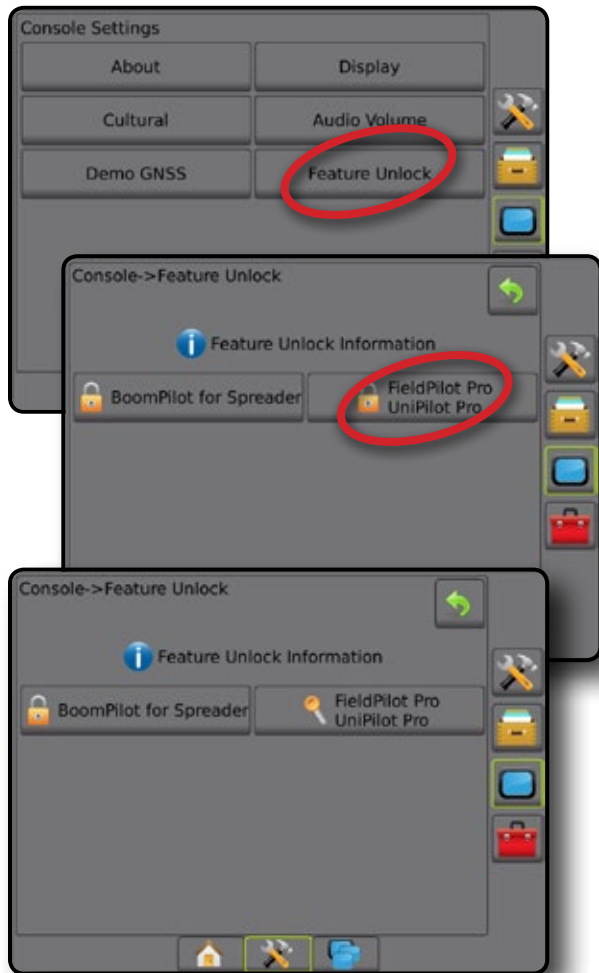 Console Settings
About
Display
Cultural
Audio Volume
Demo GNSS
Feature Unlock
Console->Feature Unlock
Feature Unlock Information
BoomPilot for Spreader
FieldPilot Pro
UniPilot Pro
Console->Feature Unlock
Feature Unlock Information
BoomPilot for Spreader
FieldPilot Pro
UniPilot Pro